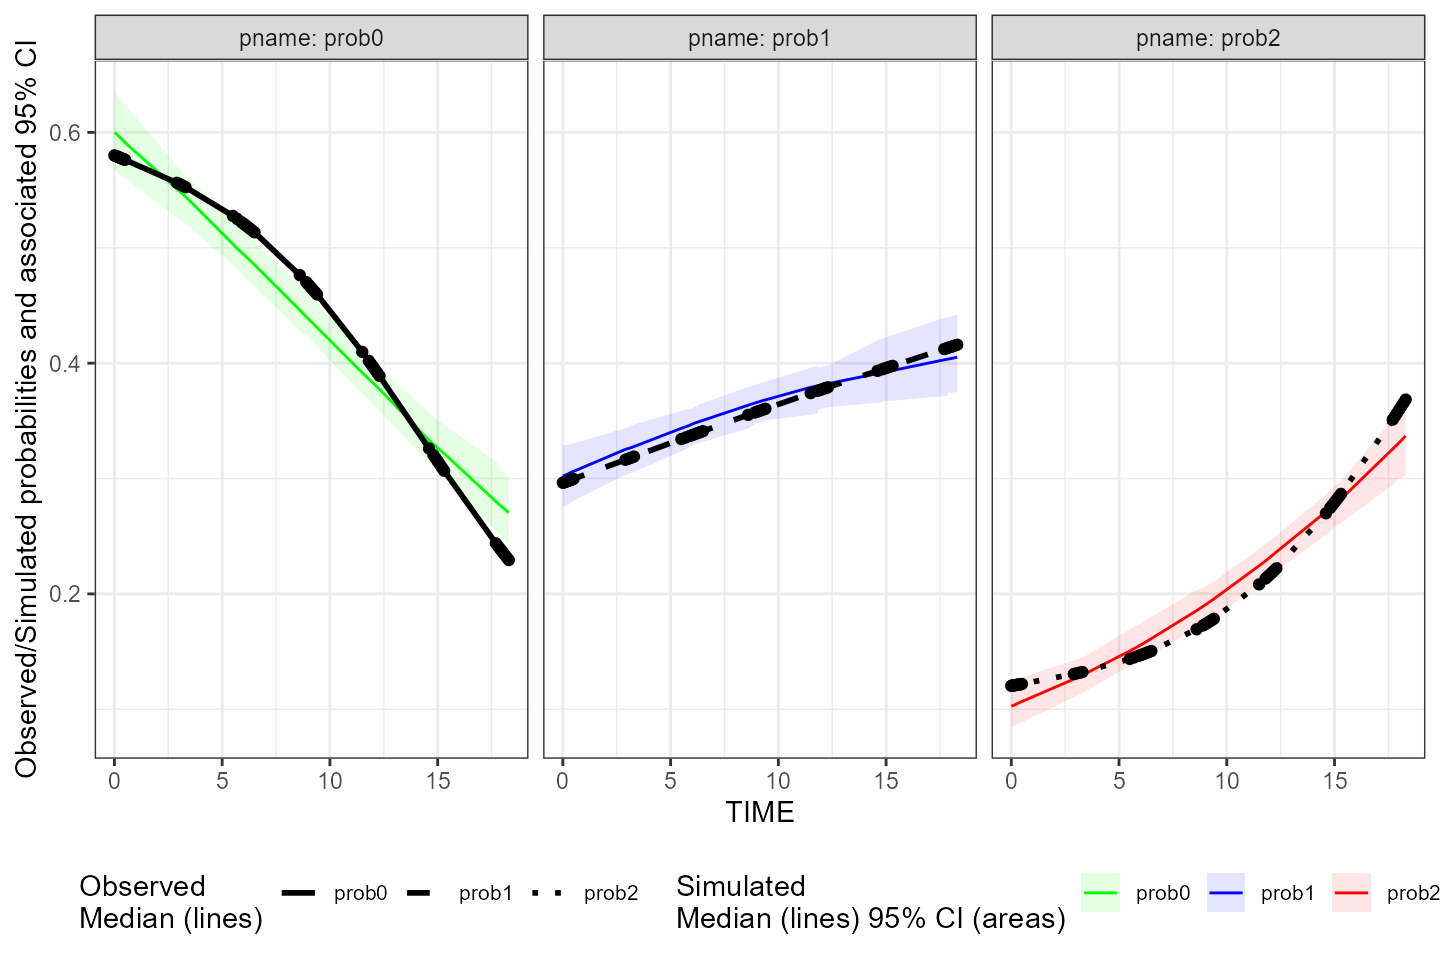 pname: prob0
pname: prob1
pname: prob2
Observed/Simulated probabilities and associated 95% CI
0.6
0.4
0.2
0 5 10 15
0 5 10 15
0 5 10 15
TIME
Observed
Median (lines)
prob0
prob1
prob2
Simulated
Median (lines) 95% CI (areas)
prob0
prob1
prob2